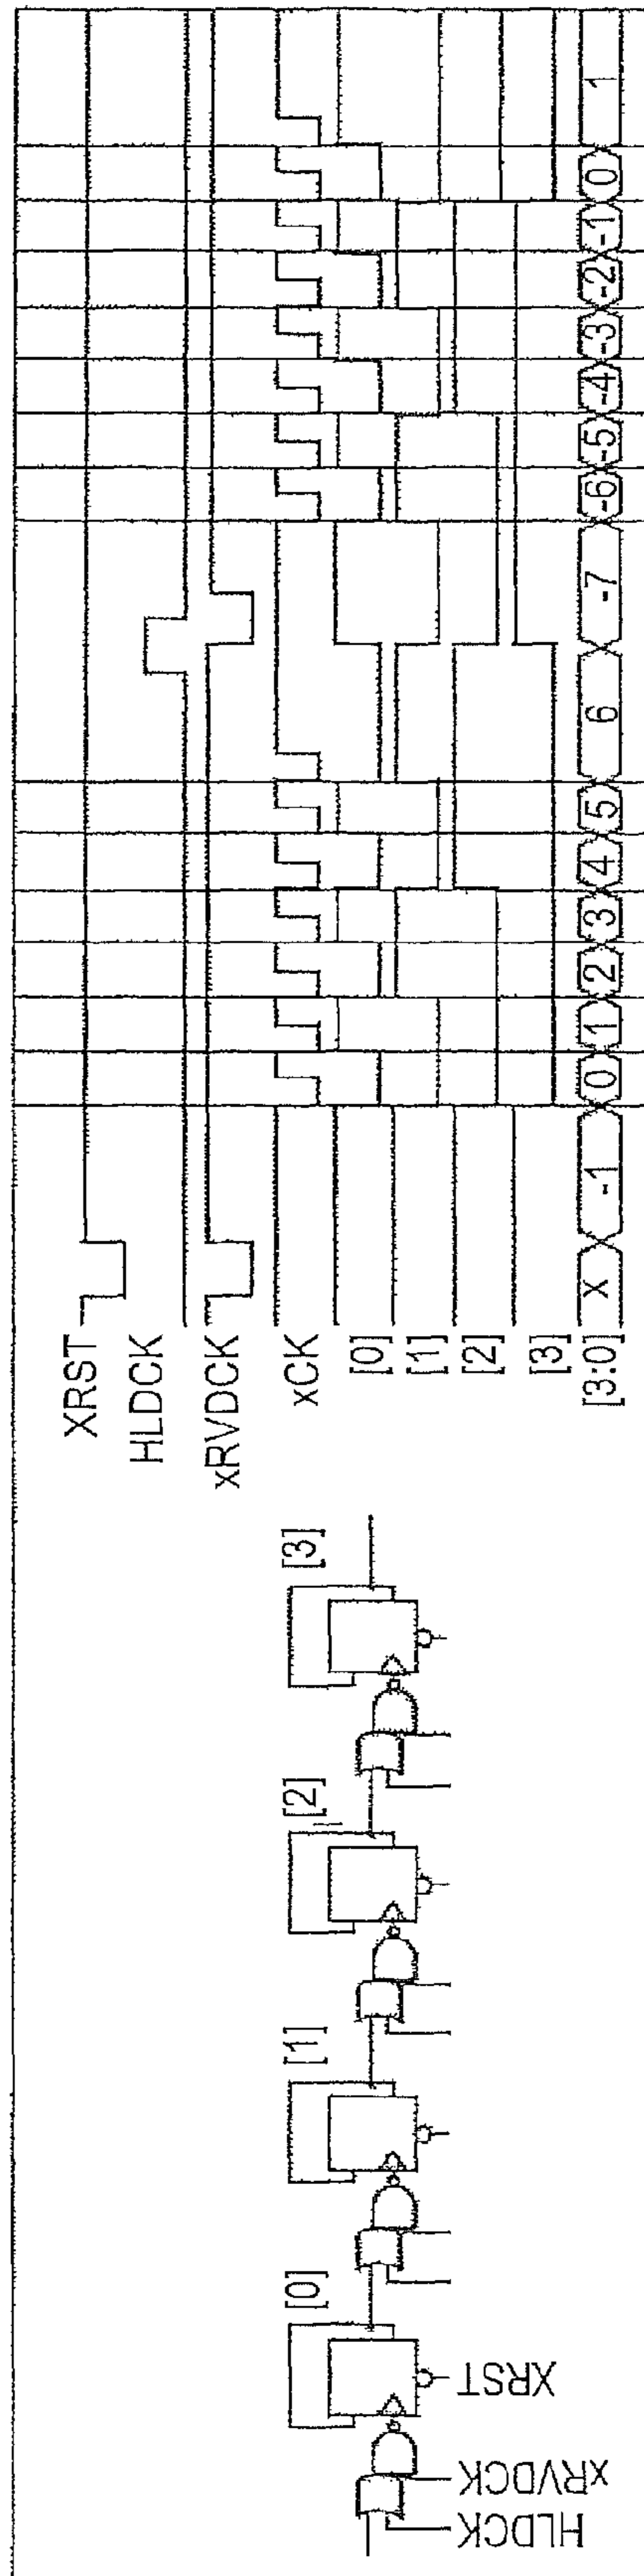 HLDCK
xRVDCK
XRST
[0]
[1]
[2]
[3]
XRST
HLDCK
xRVDCK
xCK
[0]
[1]
[2]
[3]
[3:0] X -1 0 1 2 3 4 5 6 -7 -6 -5 -4 -3 -2 -1 0 1